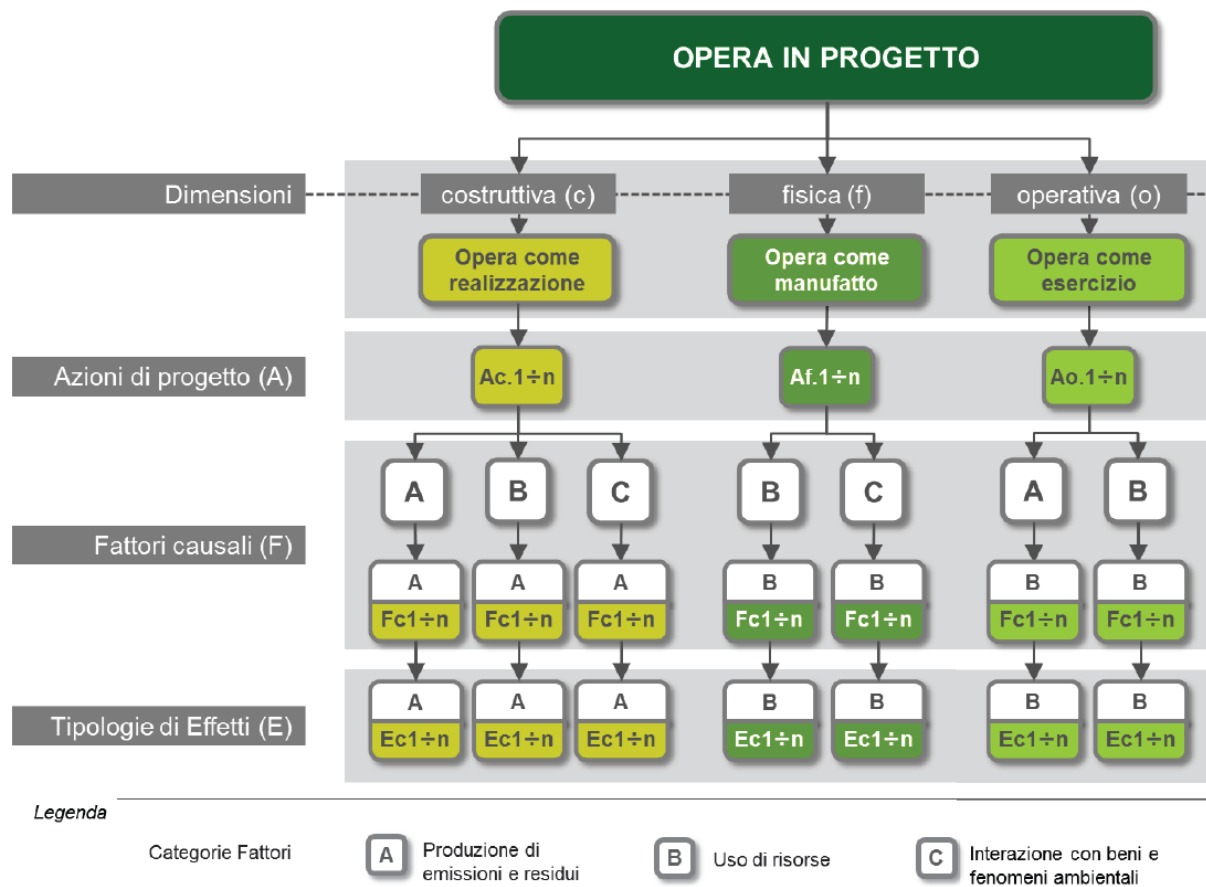 OPERA IN PROGETTO
Dimensioni
costruttiva (c)
fisica (f)
operativa (o)
Opera come
realizzazione
Opera come
manufatto
Opera come
esercizio
Azioni di progetto (A)
Ac.1÷n
Af.1÷n
Ao.1÷n
Fattori causali (F)
A B C B C A B
A A A B B B B
Fc1÷n Fc1÷n Fc1÷n Fc1÷n Fc1÷n Fc1÷n Fc1÷n
Tipologie di Effetti (E)
A A A B B B B
Ec1÷n Ec1÷n Ec1÷n Ec1÷n Ec1÷n Ec1÷n Ec1÷n
Legenda
Categorie Fattori
A
Produzione di
emissioni e residui
B
Uso di risorse
C
Interazione con beni e
fenomeni ambientali